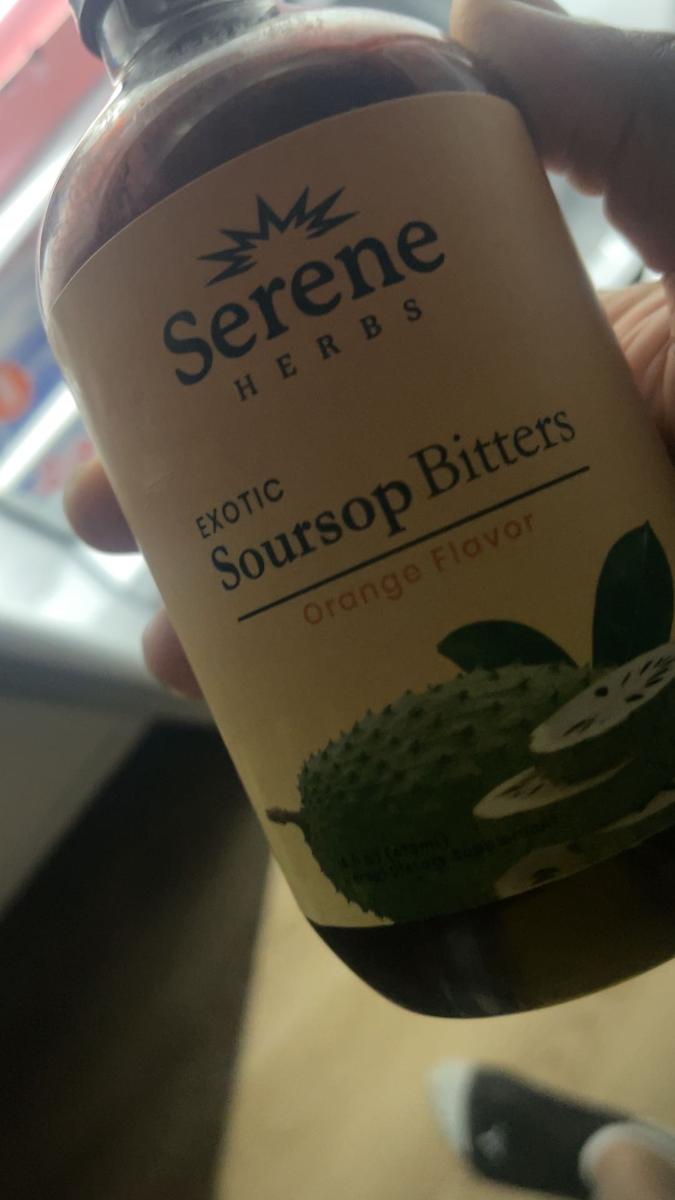 Serene
HERBS
EXOTIC
Soursop Bitters
Orange Flavor